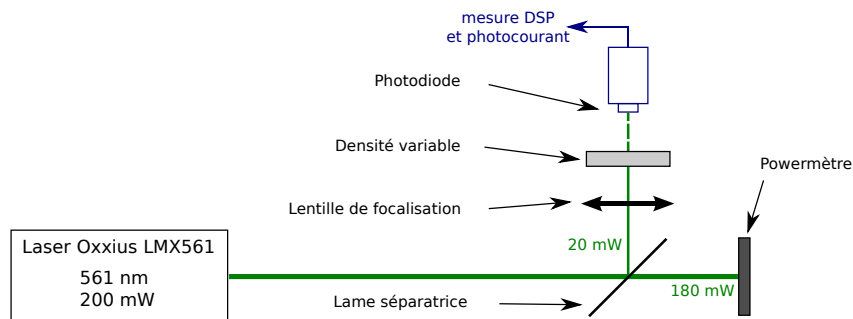 mesure DSP
et photocourant
Photodiode
Densité variable
Powermètre
Lentille de focalisation
Laser Oxxius LMX561
561 nm
200 mW
20 mW
180 mW
Lame séparatrice